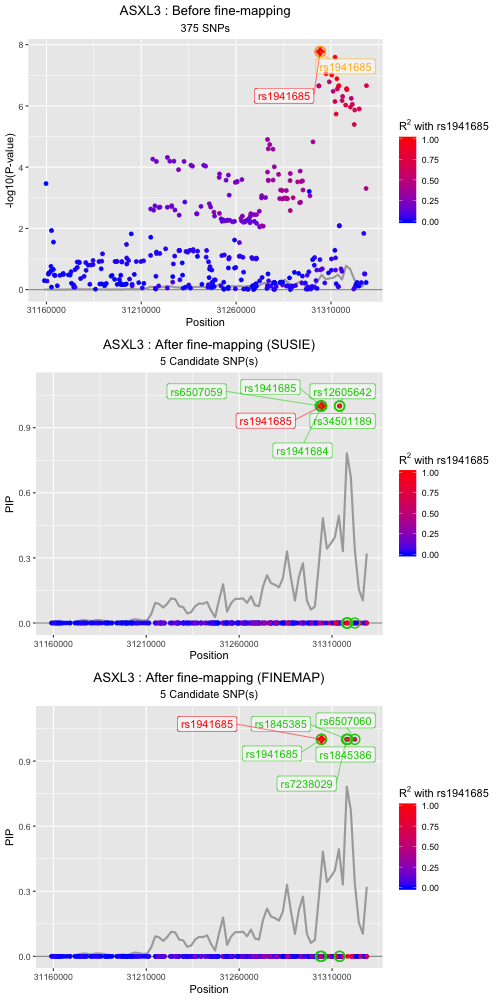 ASXL3 : Before fine-mapping
375 SNPs
8
6
4
2
0
-log10(P-value)
rs1941685
rs1941685
31160000
31210000
31260000
31310000
Position
R2 with rs1941685
1.00
0.75
0.50
0.25
0.00
ASXL3 : After fine-mapping (SUSIE)
5 Candidate SNP(s)
0.9
0.6
0.3
0.0
PIP
rs1941685
rs6507059
rs12605642
rs1941685
rs34501189
rs1941684
31160000
31210000
31260000
31310000
Position
R2 with rs1941685
1.00
0.75
0.50
0.25
0.00
ASXL3 : After fine-mapping (FINEMAP)
5 Candidate SNP(s)
0.9
0.6
0.3
0.0
PIP
rs6507060
rs1941685
rs1845385
rs1941685
rs1845386
rs7238029
31160000
31210000
31260000
31310000
Position
R2 with rs1941685
1.00
0.75
0.50
0.25
0.00